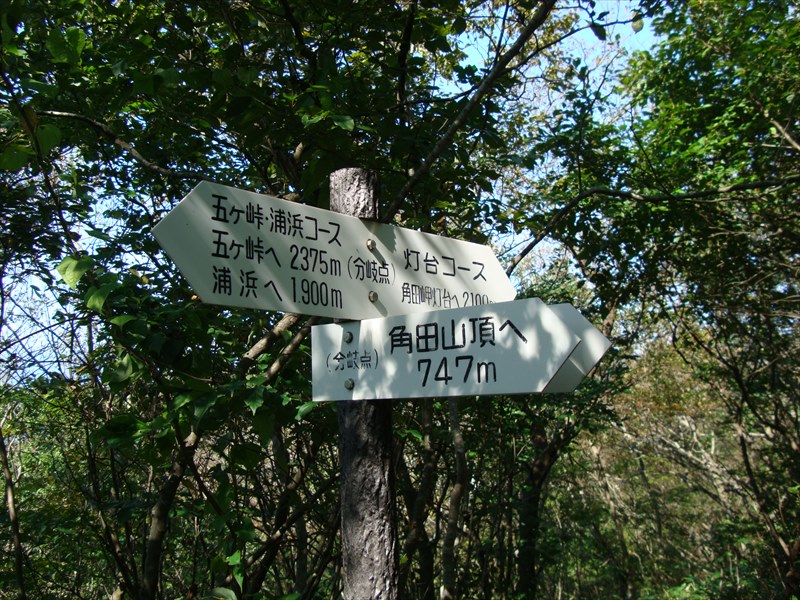 五ヶ峠・浦浜コース
五ヶ峠へ 2375m
浦浜へ 1.900m
(分岐点)
灯台コース
角田岬灯台へ 2100m
(分岐点)
角田山頂へ
747m